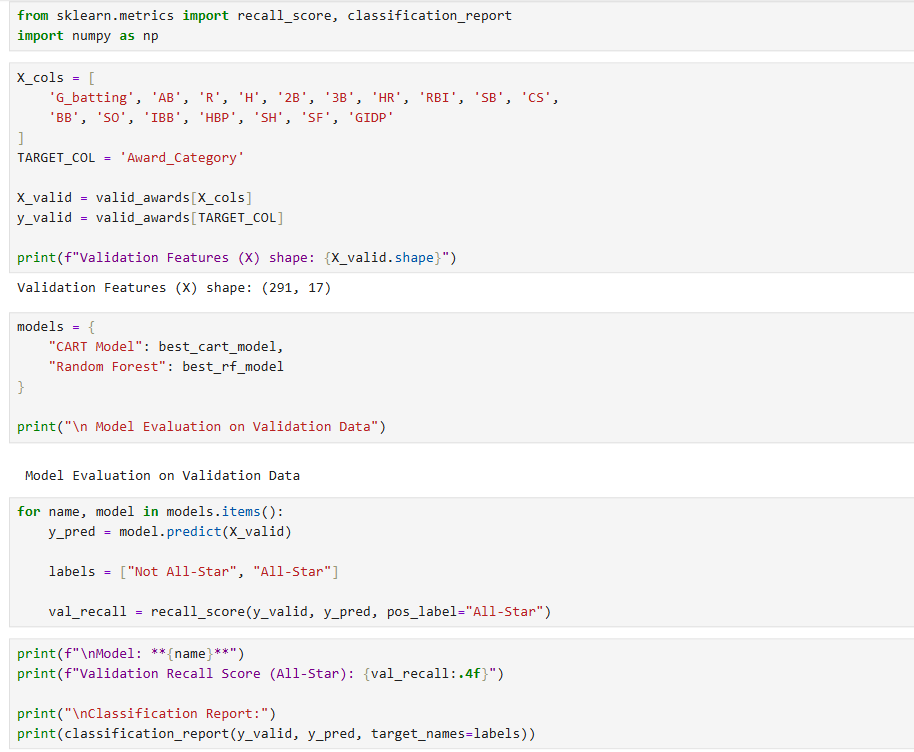 from sklearn.metrics import recall_score, classification_report
import numpy as np
X_cols = [
    'G_batting', 'AB', 'R', 'H', '2B', '3B', 'HR', 'RBI', 'SB', 'CS',
    'BB', 'SO', 'IBB', 'HBP', 'SH', 'SF', 'GIDP'
]
TARGET_COL = 'Award_Category'
X_valid = valid_awards[X_cols]
y_valid = valid_awards[TARGET_COL]
print(f"Validation Features (X) shape: {X_valid.shape}")
Validation Features (X) shape: (291, 17)
models = {
    "CART Model": best_cart_model,
    "Random Forest": best_rf_model
}
print("\n Model Evaluation on Validation Data")
 Model Evaluation on Validation Data
for name, model in models.items():
    y_pred = model.predict(X_valid)
    labels = ["Not All-Star", "All-Star"]
    val_recall = recall_score(y_valid, y_pred, pos_label="All-Star")
print(f"\nModel: **{name}**")
print(f"Validation Recall Score (All-Star): {val_recall:.4f}")
print("\nClassification Report:")
print(classification_report(y_valid, y_pred, target_names=labels))